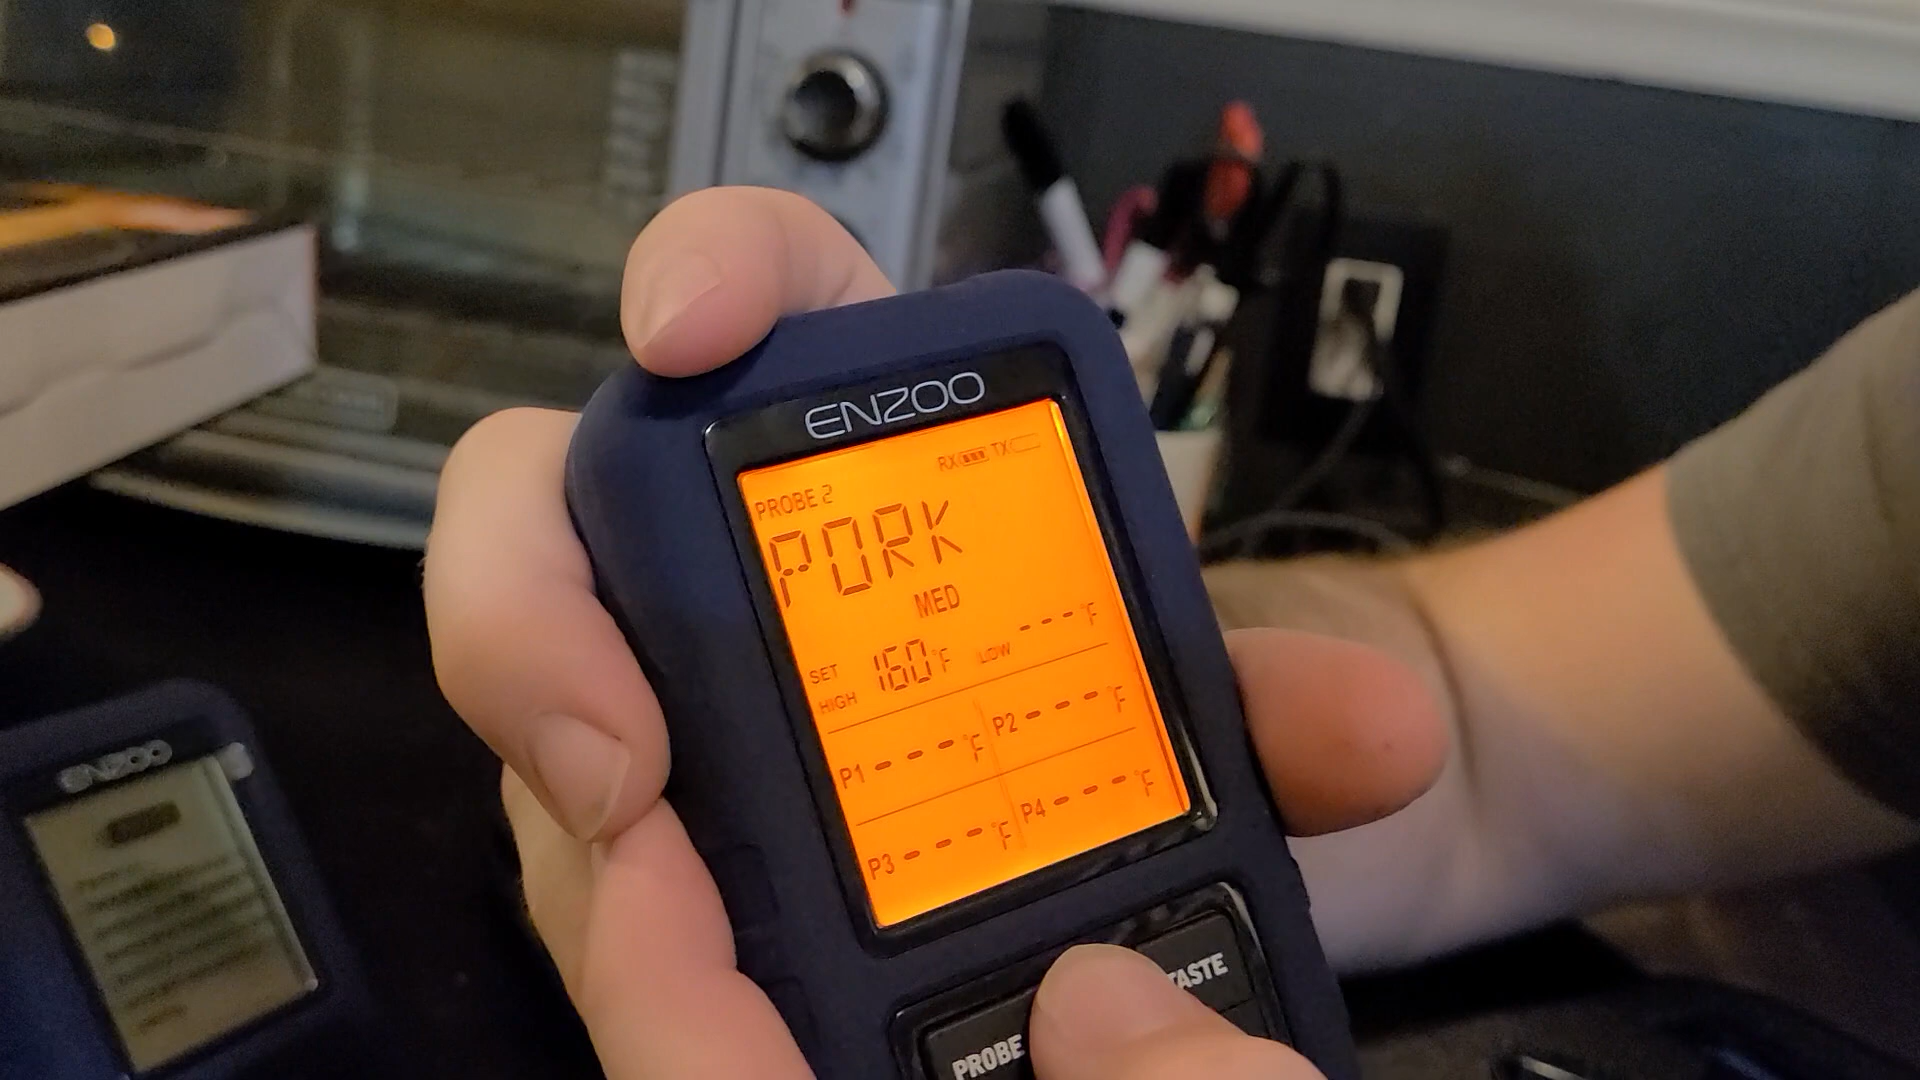 ENZOO
RX TX
PROBE 2
PORK
MED
SET HIGH 160°F LOW ---°F
P1 ---°F P2 ---°F
P3 ---°F P4 ---°F
PROBE TASTE
ENZOO